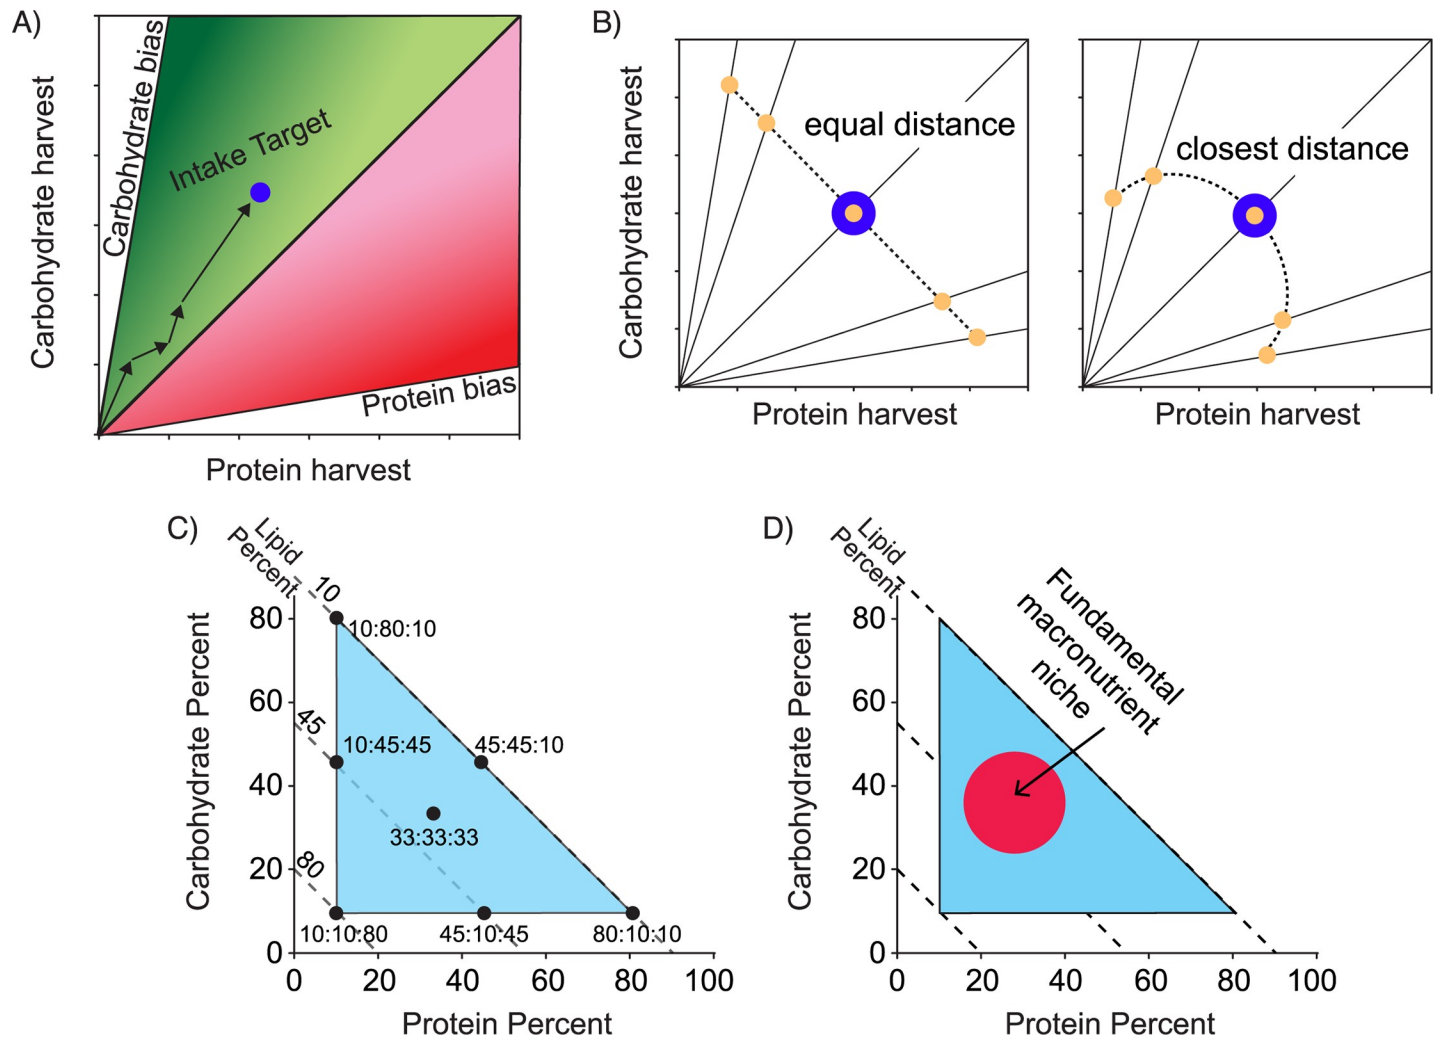 A)
Carbohydrate harvest
Carbohydrate bias
Intake Target
Protein bias
Protein harvest
B)
Carbohydrate harvest
equal distance
Protein harvest
closest distance
Protein harvest
C)
Lipid
Percent
10
45
80
Carbohydrate Percent
80
60
40
20
0
10:80:10
10:45:45
45:45:10
33:33:33
10:10:80
45:10:45
80:10:10
0
20
40
60
80
100
Protein Percent
D)
Lipid
Percent
Fundamental
macronutrient
niche
Carbohydrate Percent
80
60
40
20
0
0
20
40
60
80
100
Protein Percent